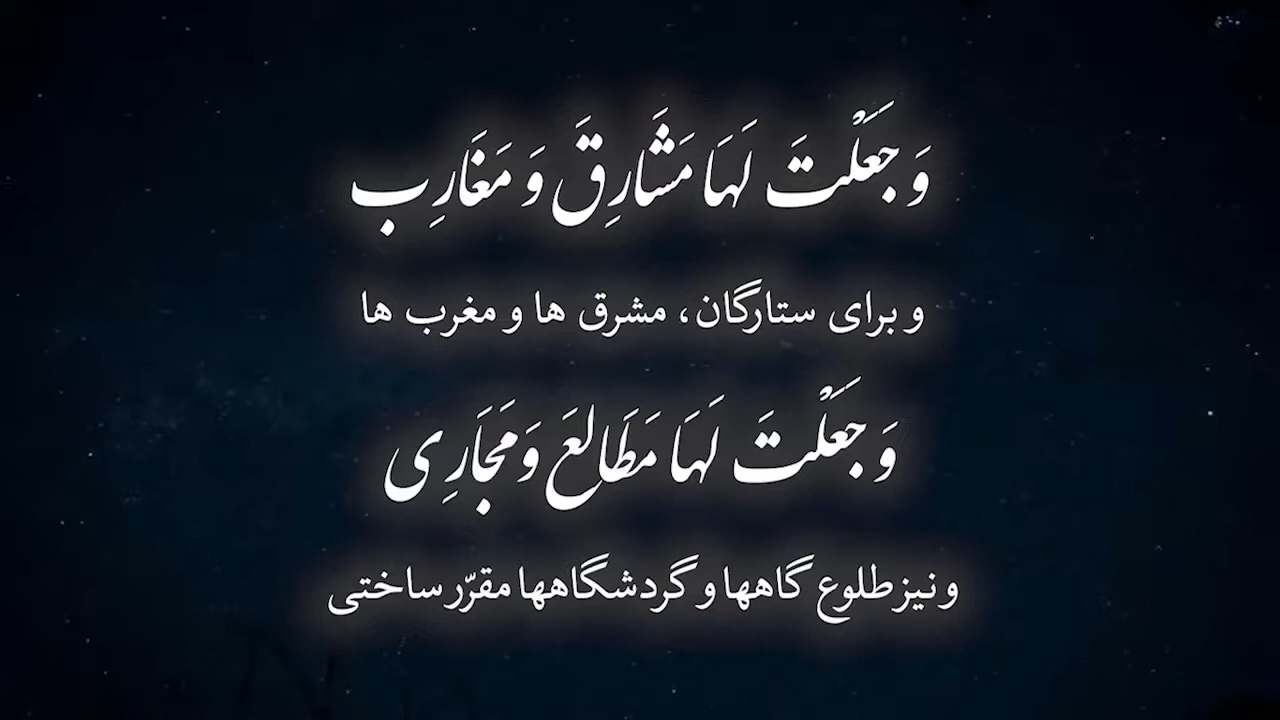 وَ جَعَلْتَ لَهَا مَشَارِقَ وَ مَغَارِب
و برای ستارگان، مشرق ها و مغرب ها
وَ جَعَلْتَ لَهَا مَطَالِعَ وَ مَجَارِی
و نیز طلوع گاهها و گردشگاهها مقرّر ساختی